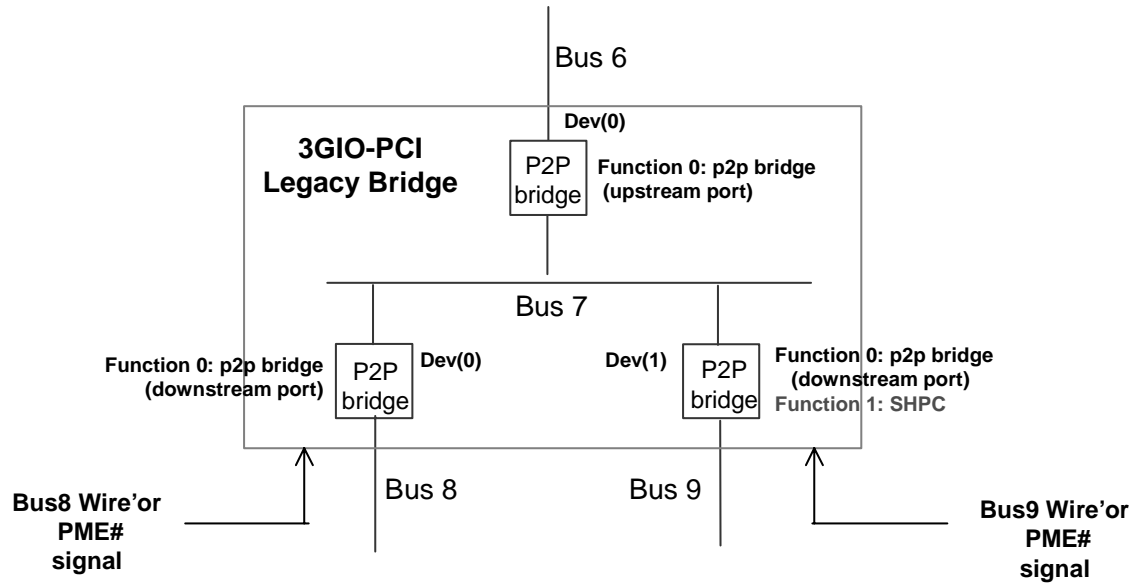 Bus 6
Dev(0)
3GIO-PCI
Legacy Bridge
P2P
bridge
Function 0: p2p bridge
(upstream port)
Bus 7
Function 0: p2p bridge
(downstream port)
P2P
bridge
Dev(0)
Dev(1)
P2P
bridge
Function 0: p2p bridge
(downstream port)
Function 1: SHPC
Bus 8
Bus 9
Bus8 Wire’or
PME#
signal
Bus9 Wire’or
PME#
signal